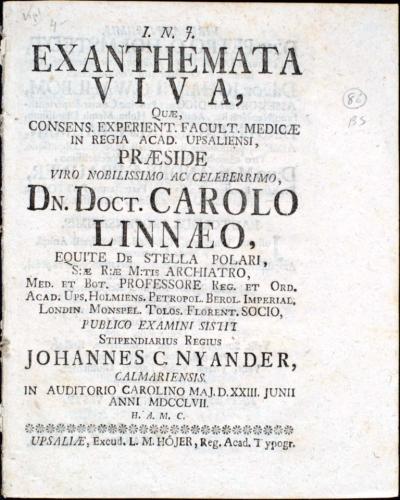 I. N. J.
EXANTHEMATA
VIVA,
QUÆ,
CONSENS. EXPERIENT. FACULT. MEDICÆ
IN REGIA ACAD. UPSALIENSI,
PRÆSIDE
VIRO NOBILISSIMO AC CELEBERRIMO,
DN. DOCT. CAROLO
LINNÆO,
EQUITE DE STELLA POLARI,
S:Æ R:Æ M:TIS ARCHIATRO,
MED. ET BOT. PROFESSORE REG. ET ORD.
ACAD. UPS. HOLMIENS. PETROPOL. BEROL. IMPERIAL.
LONDIN. MONSPEL. TOLOS. FLORENT. SOCIO,
PUBLICO EXAMINI SISTIT
STIPENDIARIUS REGIUS
JOHANNES C. NYANDER,
CALMARIENSIS.
IN AUDITORIO CAROLINO MAJ. D. XXIII. JUNII
ANNI MDCCLVII.
H. A. M. C.
UPSALIÆ, Excud. L. M. HÖJER, Reg. Acad. Typogr.
86
BS